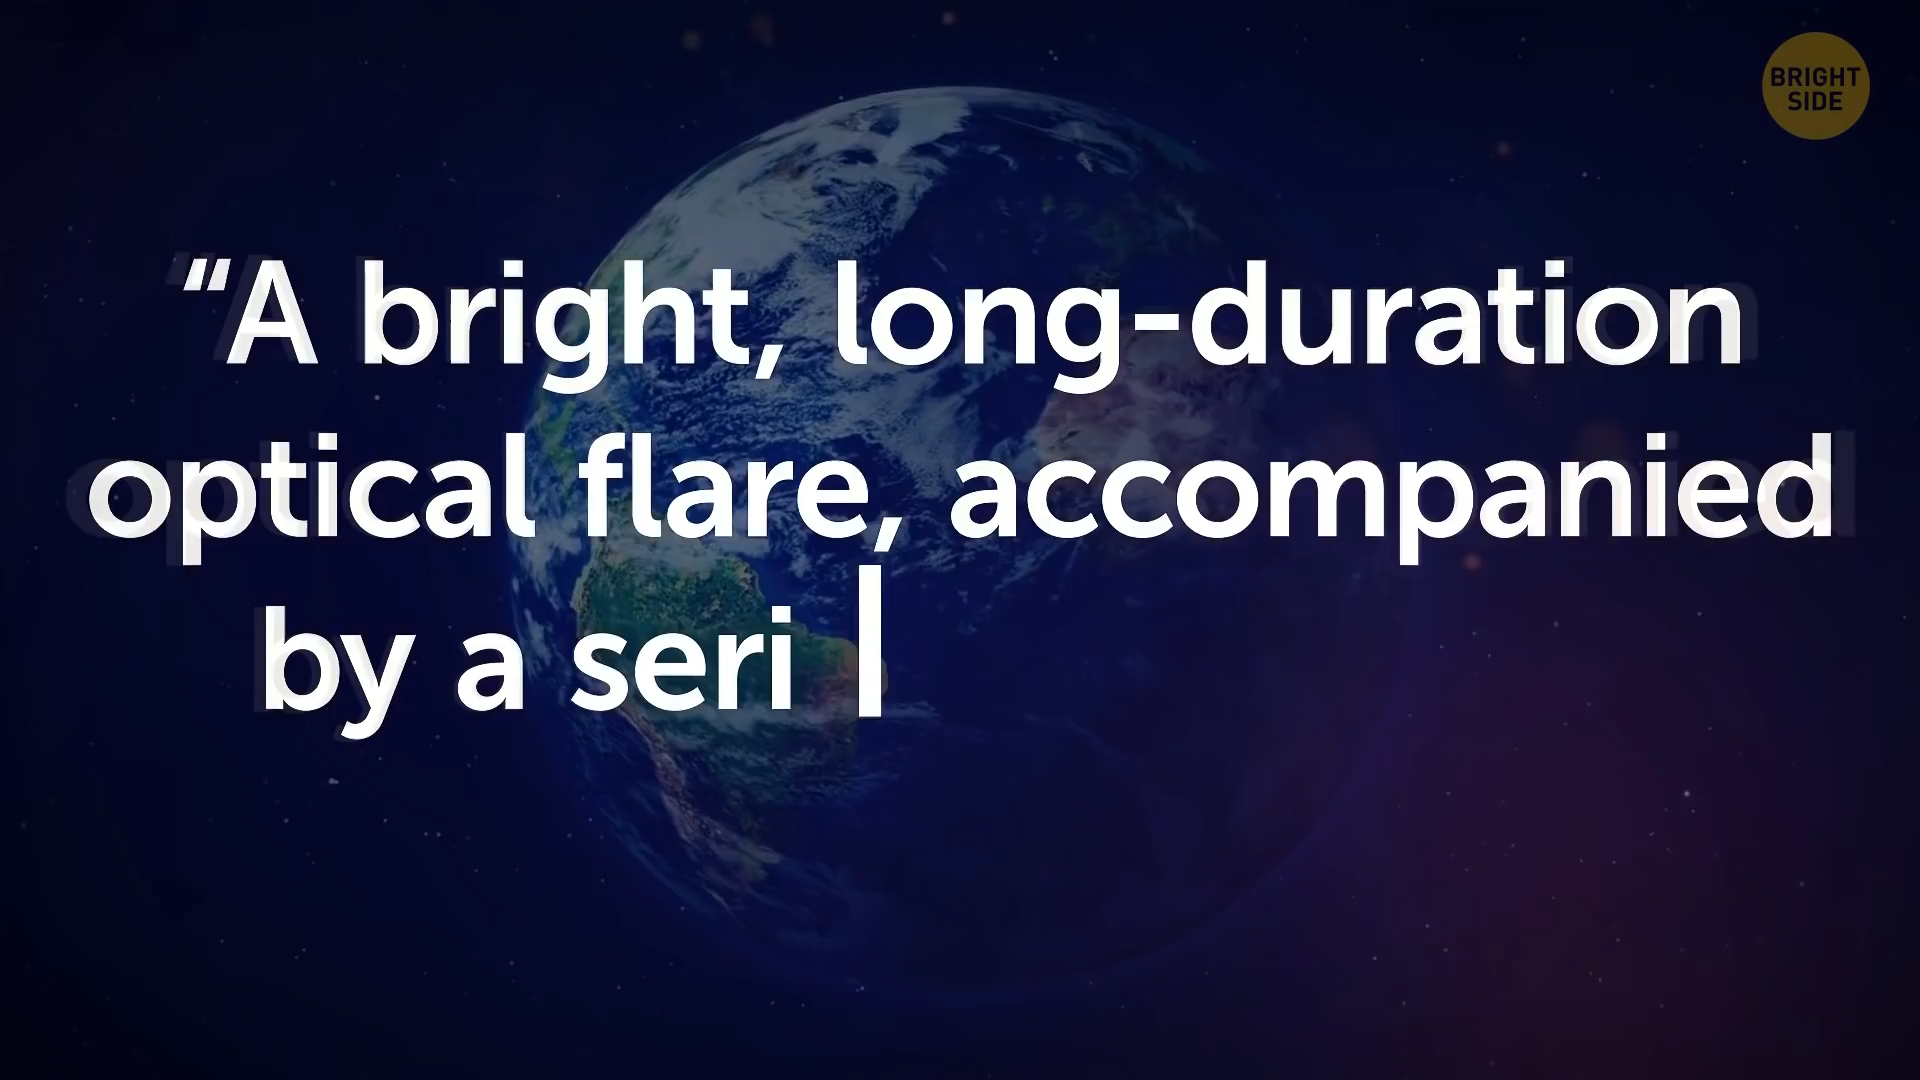 BRIGHT
SIDE
“A bright, long-duration
optical flare, accompanied
by a seri